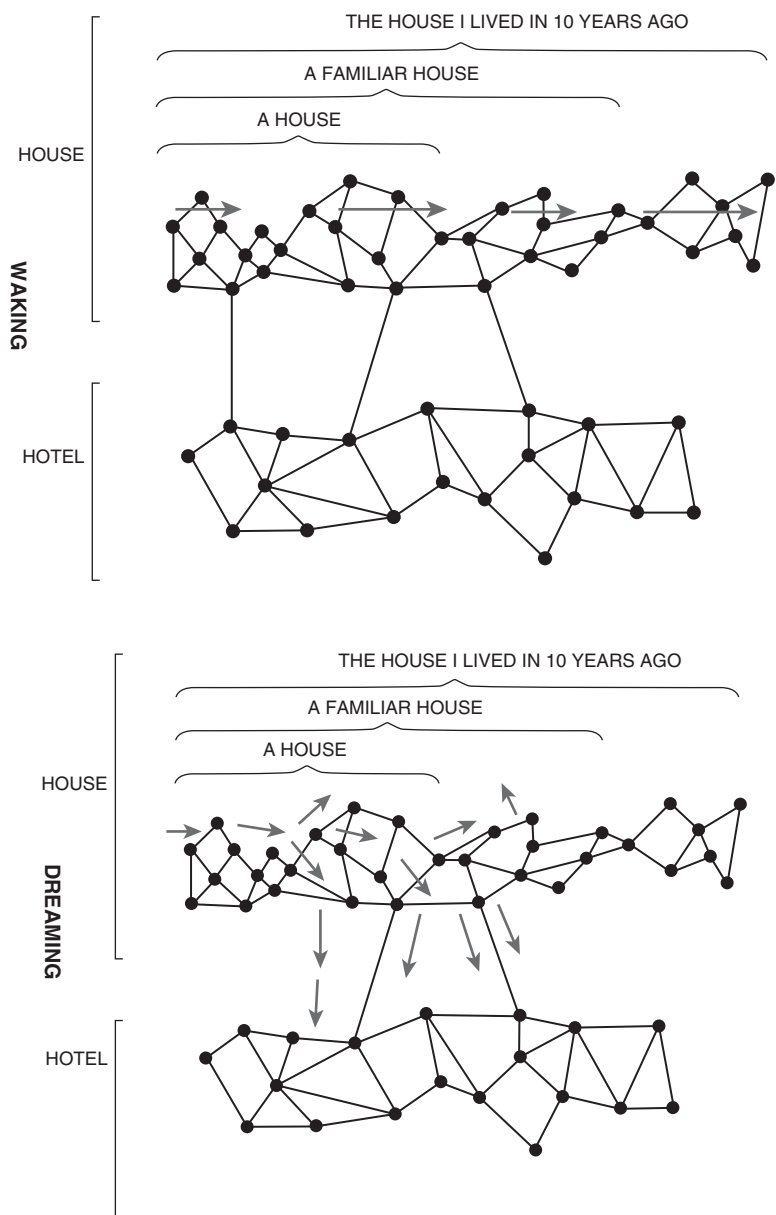 THE HOUSE I LIVED IN 10 YEARS AGO
A FAMILIAR HOUSE
A HOUSE
HOUSE
WAKING
HOTEL
THE HOUSE I LIVED IN 10 YEARS AGO
A FAMILIAR HOUSE
A HOUSE
HOUSE
DREAMING
HOTEL